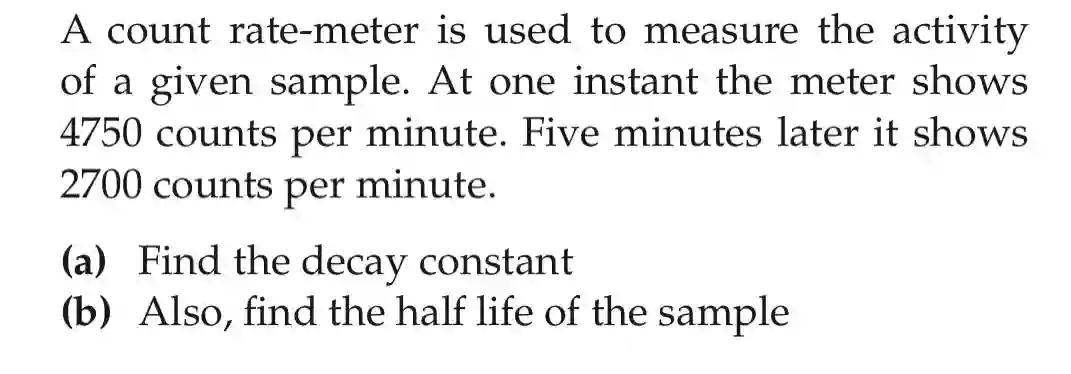 A count rate-meter is used to measure the activity
of a given sample. At one instant the meter shows
4750 counts per minute. Five minutes later it shows
2700 counts per minute.
(a) Find the decay constant
(b) Also, find the half life of the sample